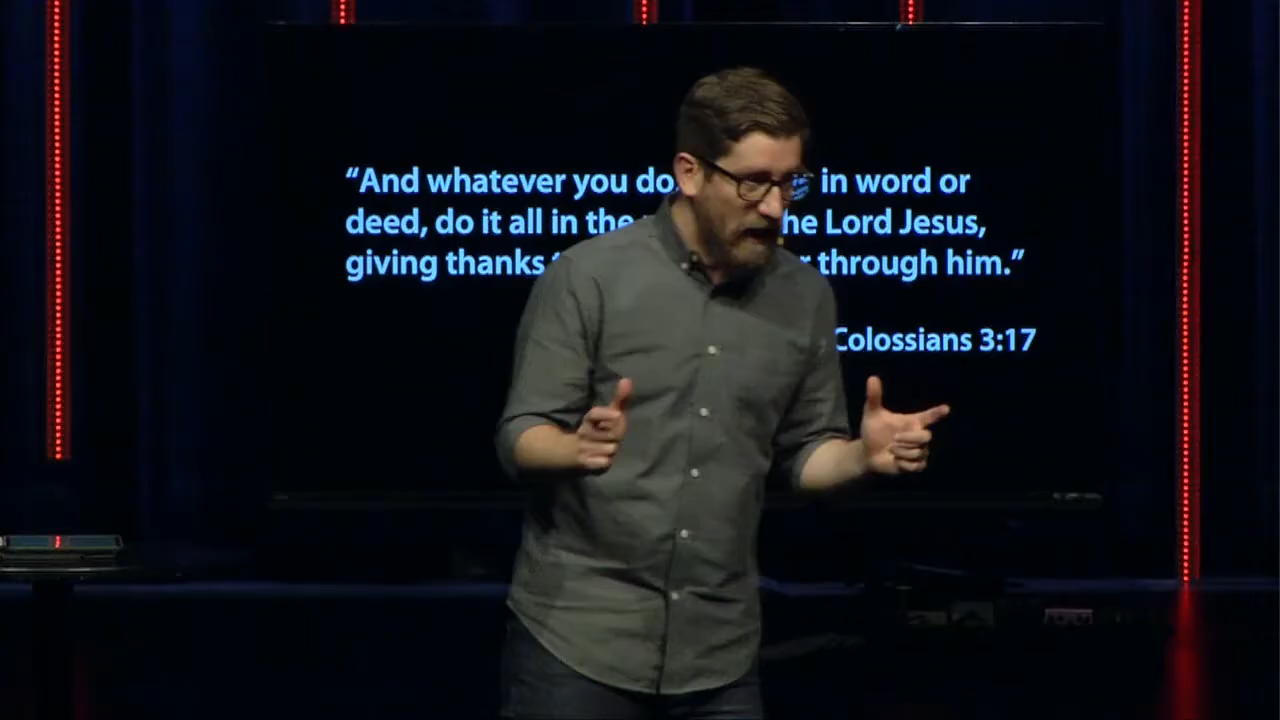 “And whatever you do in word or
deed, do it all in the he Lord Jesus,
giving thanks through him.”
Colossians 3:17